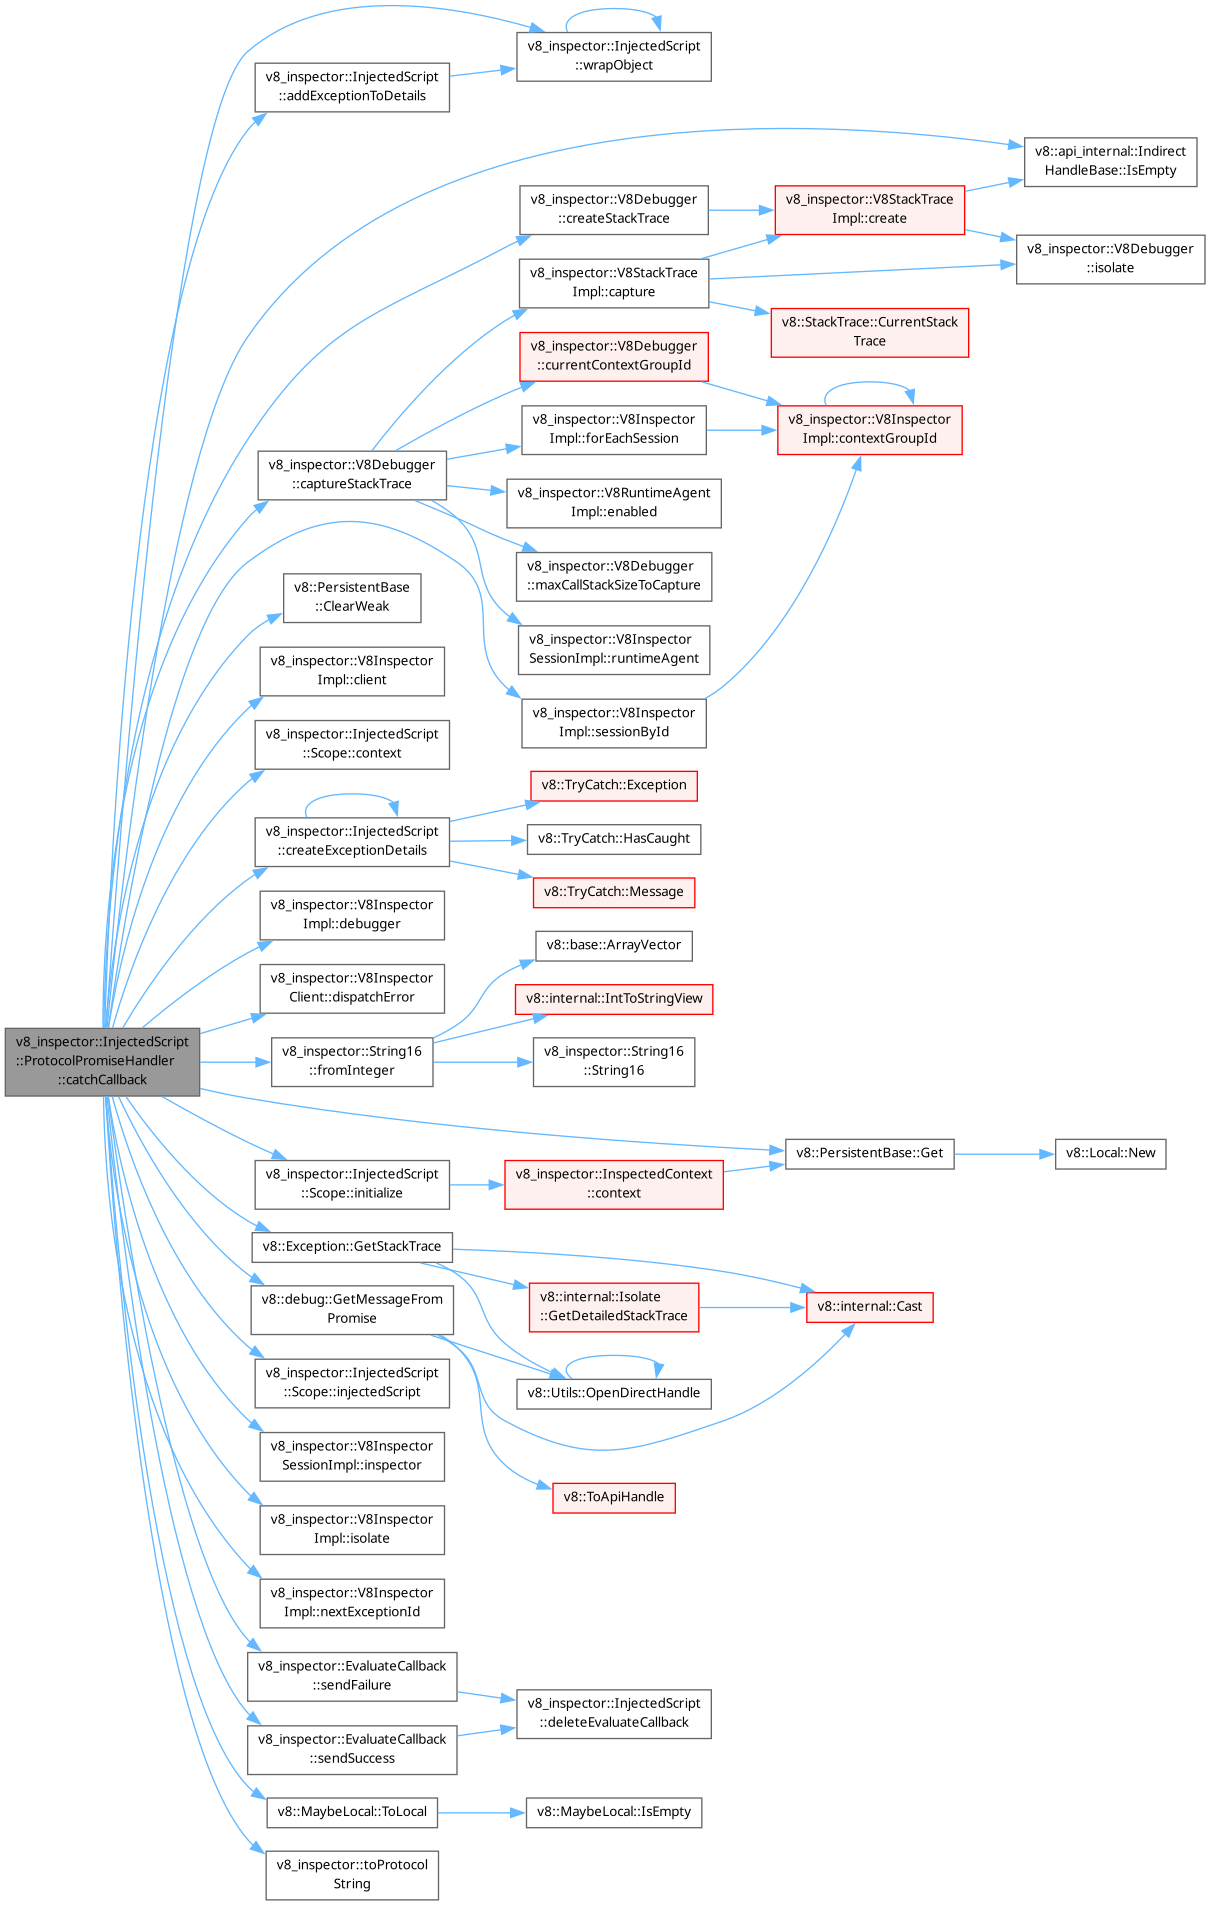 v8_inspector::InjectedScript
::wrapObject
v8_inspector::InjectedScript
::addExceptionToDetails
v8::api_internal::Indirect
HandleBase::IsEmpty
v8_inspector::V8Debugger
::createStackTrace
v8_inspector::V8StackTrace
Impl::create
v8_inspector::V8Debugger
::isolate
v8_inspector::V8StackTrace
Impl::capture
v8::StackTrace::CurrentStack
Trace
v8_inspector::V8Debugger
::currentContextGroupId
v8_inspector::V8Inspector
Impl::forEachSession
v8_inspector::V8Inspector
Impl::contextGroupId
v8_inspector::V8Debugger
::captureStackTrace
v8_inspector::V8RuntimeAgent
Impl::enabled
v8_inspector::V8Debugger
::maxCallStackSizeToCapture
v8::PersistentBase
::ClearWeak
v8_inspector::V8Inspector
SessionImpl::runtimeAgent
v8_inspector::V8Inspector
Impl::client
v8_inspector::V8Inspector
Impl::sessionById
v8_inspector::InjectedScript
::Scope::context
v8::TryCatch::Exception
v8_inspector::InjectedScript
::createExceptionDetails
v8::TryCatch::HasCaught
v8::TryCatch::Message
v8_inspector::V8Inspector
Impl::debugger
v8::base::ArrayVector
v8_inspector::V8Inspector
Client::dispatchError
v8::internal::IntToStringView
v8_inspector::InjectedScript
::ProtocolPromiseHandler
::catchCallback
v8_inspector::String16
::fromInteger
v8_inspector::String16
::String16
v8::PersistentBase::Get
v8::Local::New
v8_inspector::InjectedScript
::Scope::initialize
v8_inspector::InspectedContext
::context
v8::Exception::GetStackTrace
v8::debug::GetMessageFrom
Promise
v8::internal::Isolate
::GetDetailedStackTrace
v8::internal::Cast
v8_inspector::InjectedScript
::Scope::injectedScript
v8::Utils::OpenDirectHandle
v8_inspector::V8Inspector
SessionImpl::inspector
v8::ToApiHandle
v8_inspector::V8Inspector
Impl::isolate
v8_inspector::V8Inspector
Impl::nextExceptionId
v8_inspector::EvaluateCallback
::sendFailure
v8_inspector::InjectedScript
::deleteEvaluateCallback
v8_inspector::EvaluateCallback
::sendSuccess
v8::MaybeLocal::ToLocal
v8::MaybeLocal::IsEmpty
v8_inspector::toProtocol
String